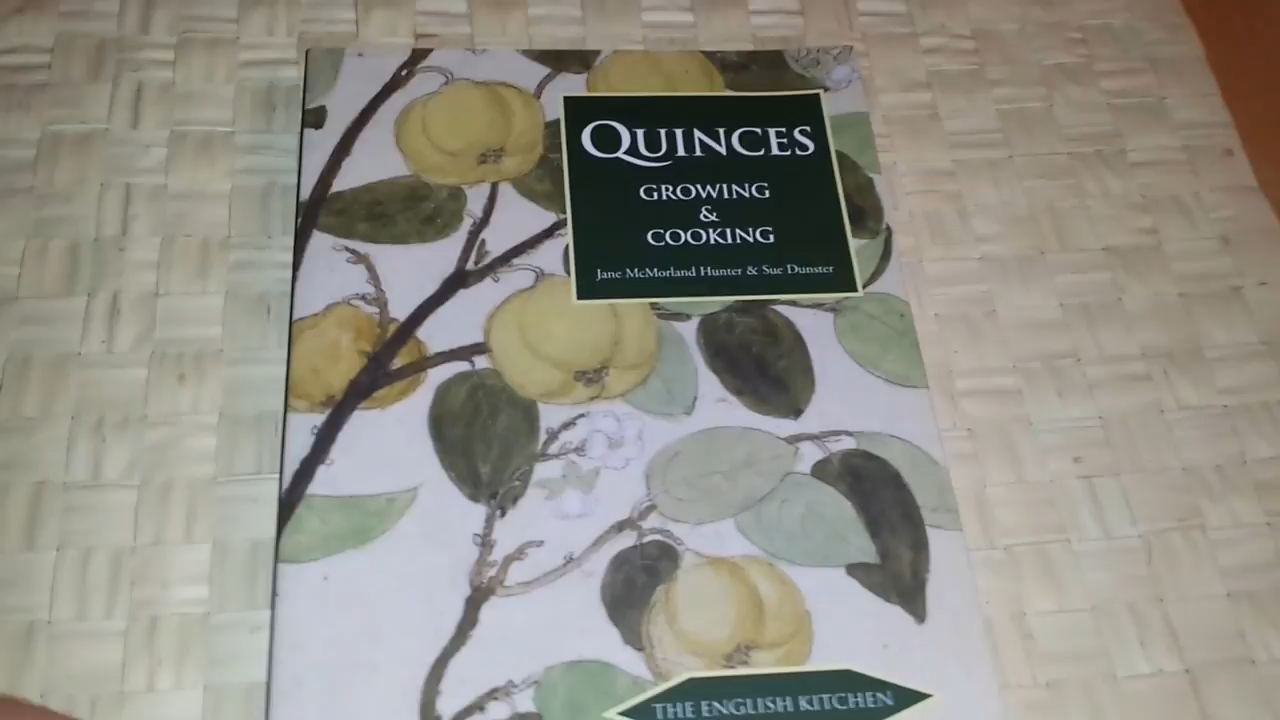 QUINCES
GROWING
&
COOKING
Jane McMorland Hunter & Sue Dunster
THE ENGLISH KITCHEN